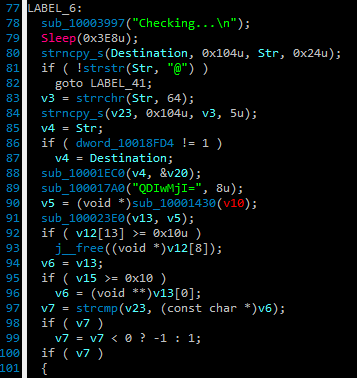 77 LABEL_6:
78 sub_10003997("Checking...\n");
79 Sleep(0x3E8u);
80 strncpy_s(Destination, 0x104u, Str, 0x24u);
81 if ( !strstr(Str, "@") )
82 goto LABEL_41;
83 v3 = strrchr(Str, 64);
84 strncpy_s(v23, 0x104u, v3, 5u);
85 v4 = Str;
86 if ( dword_10018FD4 != 1 )
87 v4 = Destination;
88 sub_10001EC0(v4, &v20);
89 sub_100017A0("QDIwMjI=", 8u);
90 v5 = (void *)sub_10001430(v10);
91 sub_100023E0(v13, v5);
92 if ( v12[13] >= 0x10u )
93 j__free((void *)v12[8]);
94 v6 = v13;
95 if ( v15 >= 0x10 )
96 v6 = (void **)v13[0];
97 v7 = strcmp(v23, (const char *)v6);
98 if ( v7 )
99 v7 = v7 < 0 ? -1 : 1;
100 if ( v7 )
101 {